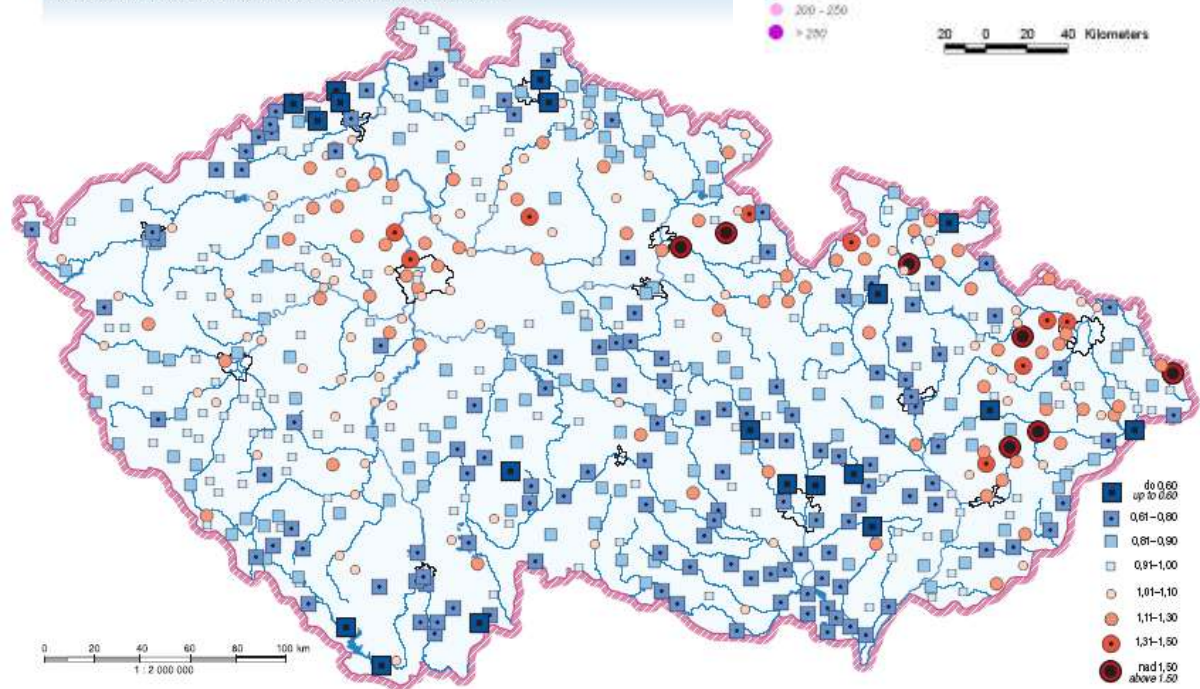 200 - 250
> 250
20 0 20 40 Kilometers
do 0,60
up to 0.60
0,61–0,80
0,81–0,90
0,91–1,00
1,01–1,10
1,11–1,30
1,31–1,50
nad 1,50
above 1.50
0 20 40 60 80 100 km
1 : 2 000 000